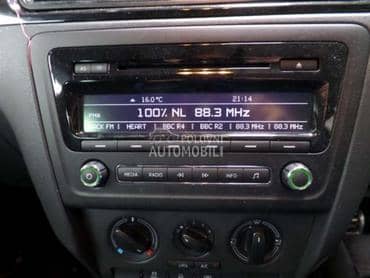 16.0°C 21:14
100% NL 88.3 MHz
ROCK FM | HEART | BBC R4 | BBC R2 | 88.3 MHz | 88.3 MHz
POLOVNI
AUTOMOBILI
MEDIA RADIO INFO
A/C